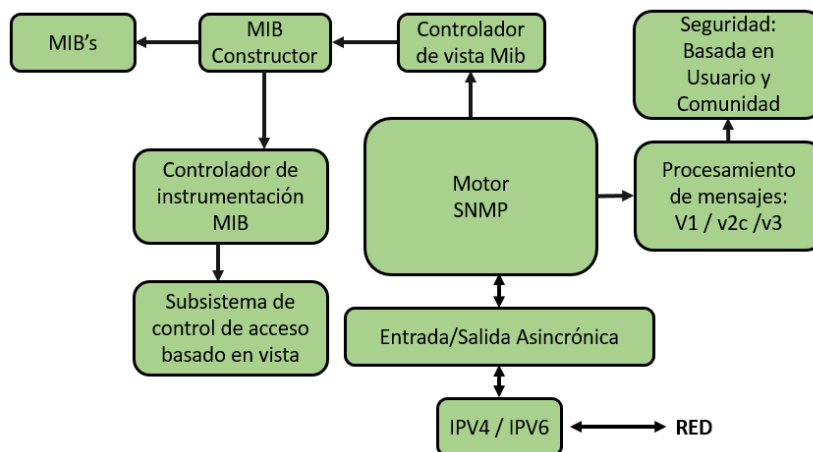 MIB's
MIB
Constructor
Controlador
de vista Mib
Seguridad:
Basada en
Usuario y
Comunidad
Controlador de
instrumentación
MIB
Motor
SNMP
Procesamiento
de mensajes:
V1 / v2c /v3
Subsistema de
control de acceso
basado en vista
Entrada/Salida Asincrónica
IPV4 / IPV6
RED